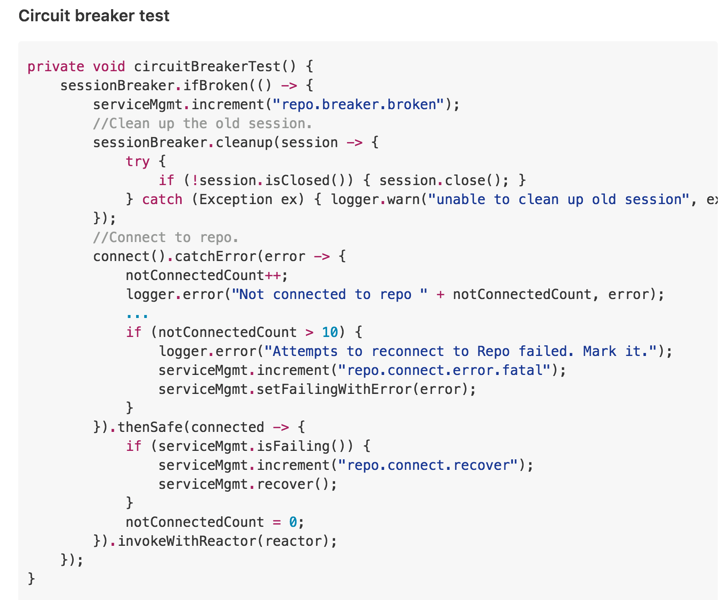 Circuit breaker test
private void circuitBreakerTest() {
    sessionBreaker.ifBroken(() -> {
        serviceMgmt.increment("repo.breaker.broken");
        //Clean up the old session.
        sessionBreaker.cleanup(session -> {
            try {
                if (!session.isClosed()) { session.close(); }
            } catch (Exception ex) { logger.warn("unable to clean up old session", ex
        });
        //Connect to repo.
        connect().catchError(error -> {
            notConnectedCount++;
            logger.error("Not connected to repo " + notConnectedCount, error);
            ...
            if (notConnectedCount > 10) {
                logger.error("Attempts to reconnect to Repo failed. Mark it.");
                serviceMgmt.increment("repo.connect.error.fatal");
                serviceMgmt.setFailingWithError(error);
            }
        }).thenSafe(connected -> {
            if (serviceMgmt.isFailing()) {
                serviceMgmt.increment("repo.connect.recover");
                serviceMgmt.recover();
            }
            notConnectedCount = 0;
        }).invokeWithReactor(reactor);
    });
}